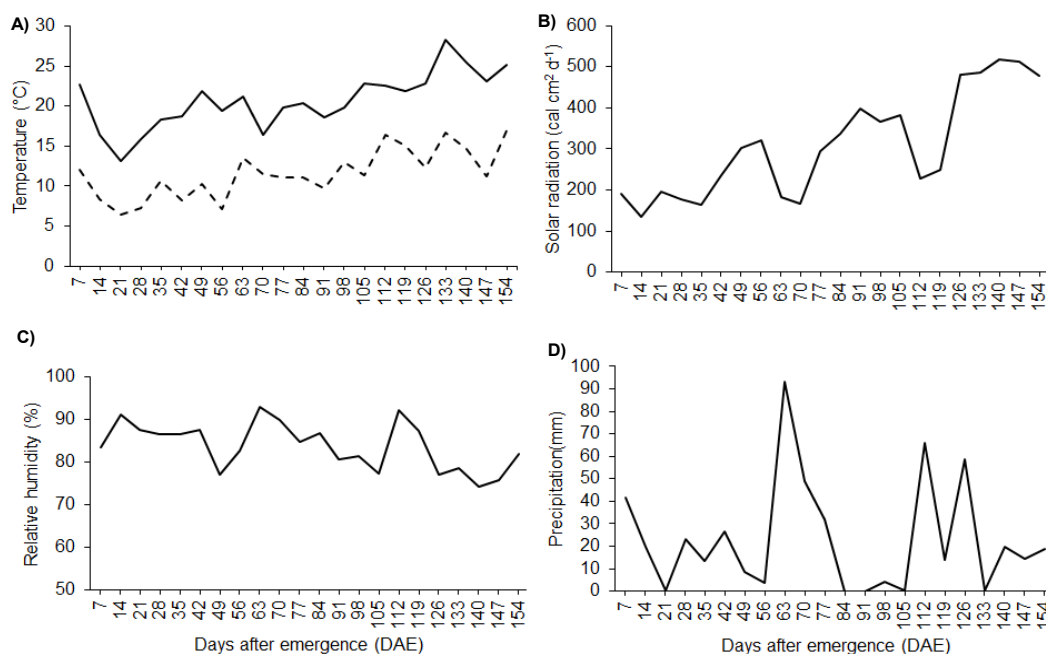 A)
Temperature (°C)
30
25
20
15
10
5
0
7 14 21 28 35 42 49 56 63 70 77 84 91 98 105 112 119 126 133 140 147 154
B)
Solar radiation (cal cm² d⁻¹)
600
500
400
300
200
100
0
7 14 21 28 35 42 49 56 63 70 77 84 91 98 105 112 119 126 133 140 147 154
C)
Relative humidity (%)
100
90
80
70
60
50
7 14 21 28 35 42 49 56 63 70 77 84 91 98 105 112 119 126 133 140 147 154
Days after emergence (DAE)
D)
Precipitation(mm)
100
90
80
70
60
50
40
30
20
10
0
7 14 21 28 35 42 49 56 63 70 77 84 91 98 105 112 119 126 133 140 147 154
Days after emergence (DAE)